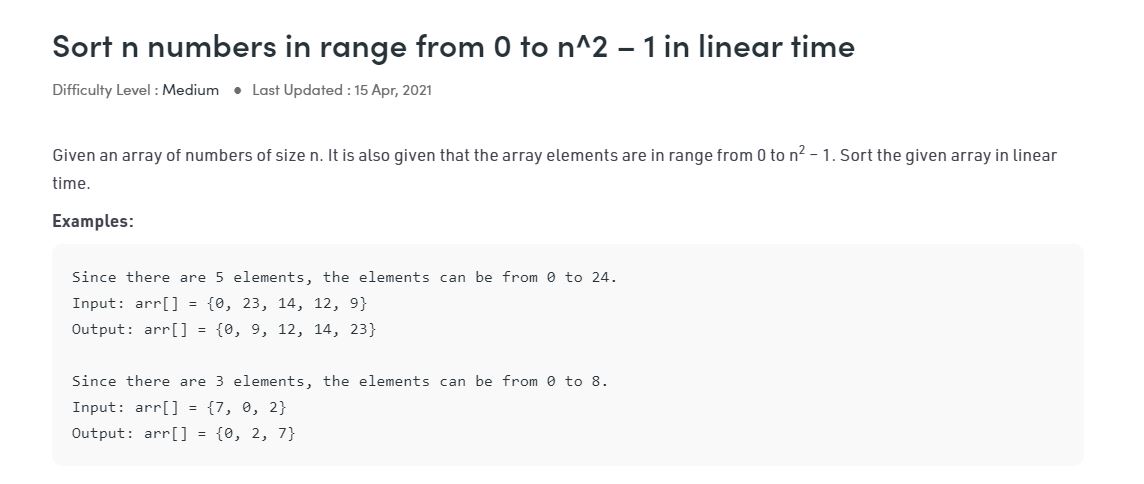 Sort n numbers in range from 0 to n^2 – 1 in linear time
Difficulty Level : Medium ● Last Updated : 15 Apr, 2021
Given an array of numbers of size n. It is also given that the array elements are in range from 0 to n² – 1. Sort the given array in linear
time.
Examples:
Since there are 5 elements, the elements can be from 0 to 24.
Input: arr[] = {0, 23, 14, 12, 9}
Output: arr[] = {0, 9, 12, 14, 23}
Since there are 3 elements, the elements can be from 0 to 8.
Input: arr[] = {7, 0, 2}
Output: arr[] = {0, 2, 7}